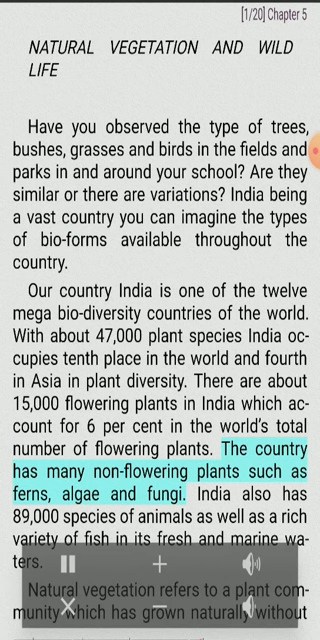 [1/20] Chapter 5
NATURAL VEGETATION AND WILD
LIFE
Have you observed the type of trees,
bushes, grasses and birds in the fields and
parks in and around your school? Are they
similar or there are variations? India being
a vast country you can imagine the types
of bio-forms available throughout the
country.
Our country India is one of the twelve
mega bio-diversity countries of the world.
With about 47,000 plant species India oc-
cupies tenth place in the world and fourth
in Asia in plant diversity. There are about
15,000 flowering plants in India which ac-
count for 6 per cent in the world's total
number of flowering plants. The country
has many non-flowering plants such as
ferns, algae and fungi. India also has
89,000 species of animals as well as a rich
variety of fish in its fresh and marine wa-
ters.
Natural vegetation refers to a plant com-
munity which has grown naturally without